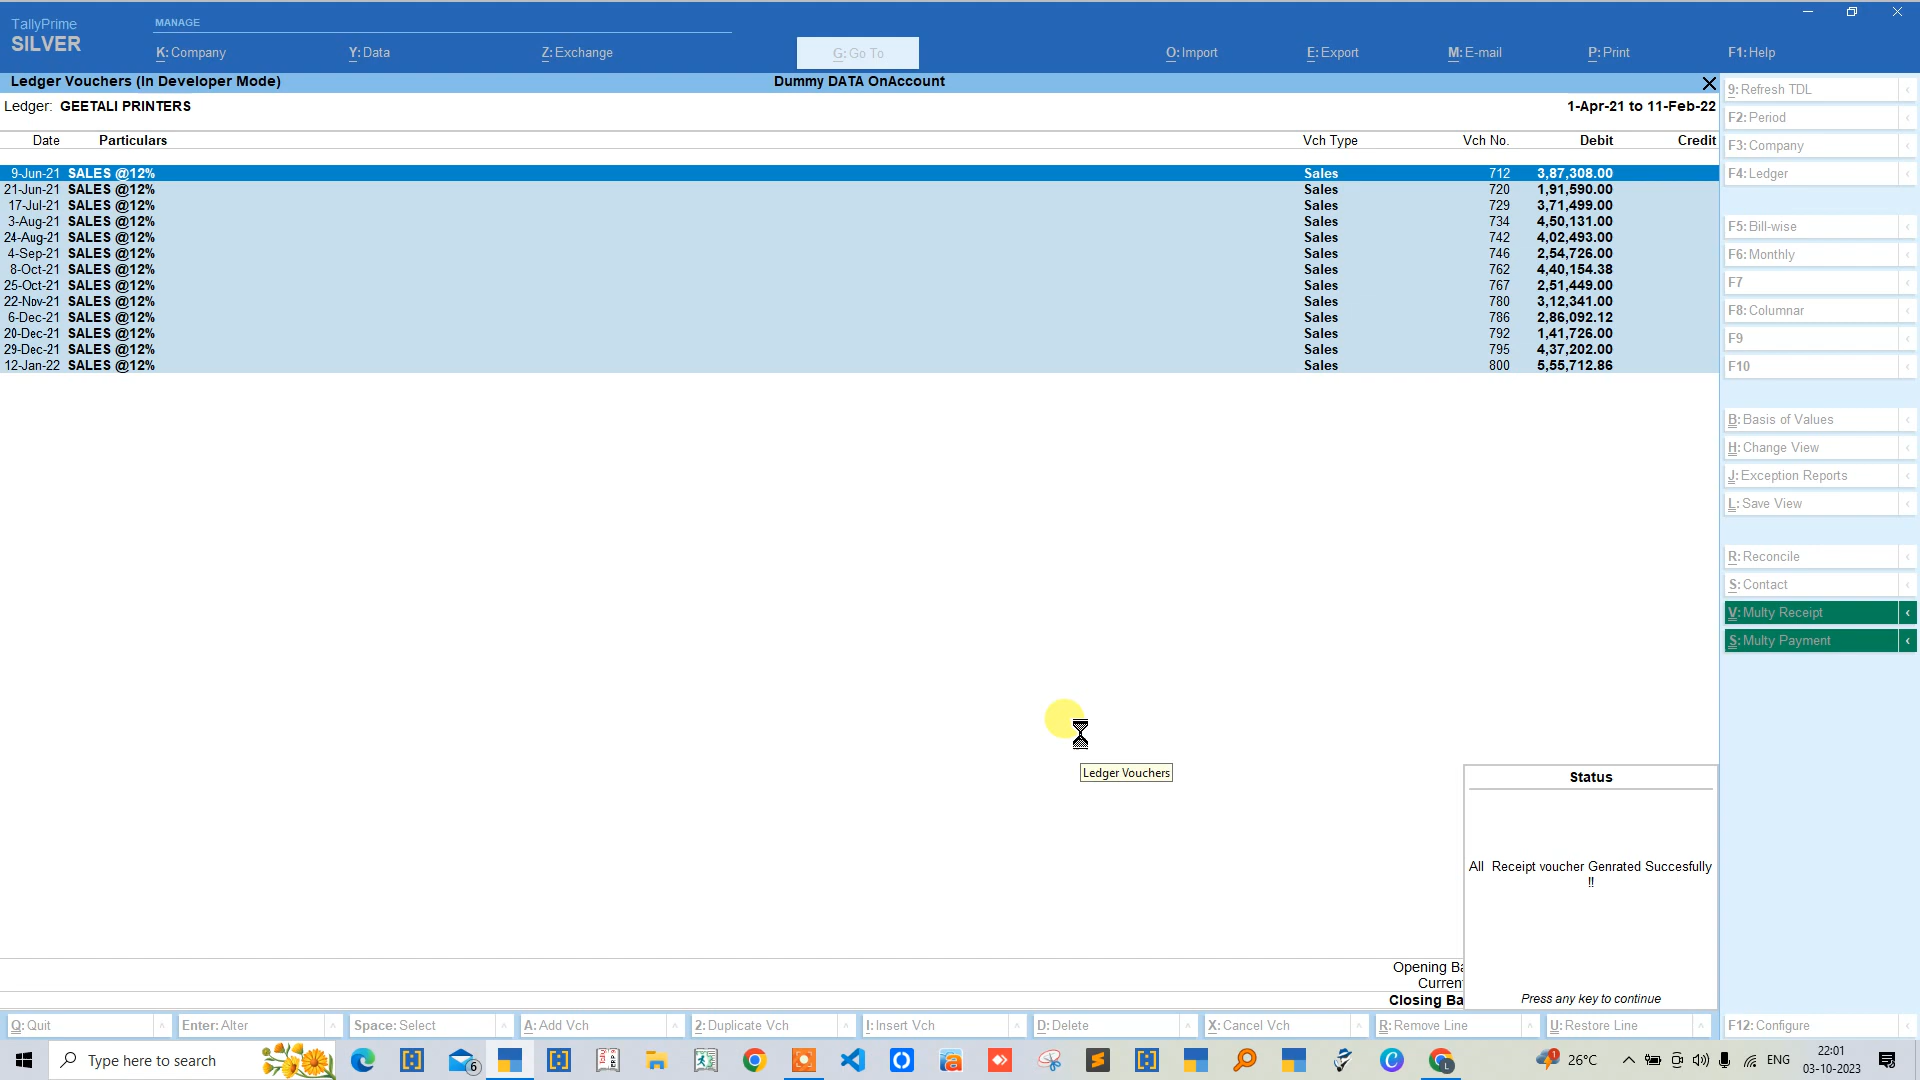 TallyPrime
SILVER
MANAGE
K: Company Y: Data Z: Exchange G: Go To O: Import E: Export M: E-mail P: Print F1: Help
Ledger Vouchers (In Developer Mode) Dummy DATA OnAccount
Ledger: GEETALI PRINTERS 1-Apr-21 to 11-Feb-22
Date Particulars Vch Type Vch No. Debit Credit
9-Jun-21 SALES @12% Sales 712 3,87,308.00
21-Jun-21 SALES @12% Sales 720 1,91,590.00
17-Jul-21 SALES @12% Sales 729 3,71,499.00
3-Aug-21 SALES @12% Sales 734 4,50,131.00
24-Aug-21 SALES @12% Sales 742 4,02,493.00
4-Sep-21 SALES @12% Sales 746 2,54,726.00
8-Oct-21 SALES @12% Sales 762 4,40,154.38
25-Oct-21 SALES @12% Sales 767 2,51,449.00
22-Nov-21 SALES @12% Sales 780 3,12,341.00
6-Dec-21 SALES @12% Sales 786 2,86,092.12
20-Dec-21 SALES @12% Sales 792 1,41,726.00
29-Dec-21 SALES @12% Sales 795 4,37,202.00
12-Jan-22 SALES @12% Sales 800 5,55,712.86
9: Refresh TDL
F2: Period
F3: Company
F4: Ledger
F5: Bill-wise
F6: Monthly
F7
F8: Columnar
F9
F10
B: Basis of Values
H: Change View
J: Exception Reports
L: Save View
R: Reconcile
S: Contact
V: Multy Receipt
S: Multy Payment
Ledger Vouchers
Status
All Receipt voucher Genrated Succesfully
!!
Press any key to continue
Opening Ba
Curren
Closing Ba
Q: Quit Enter: Alter Space: Select A: Add Vch 2: Duplicate Vch I: Insert Vch D: Delete X: Cancel Vch R: Remove Line U: Restore Line F12: Configure
Type here to search 6 26°C ENG 22:01
03-10-2023